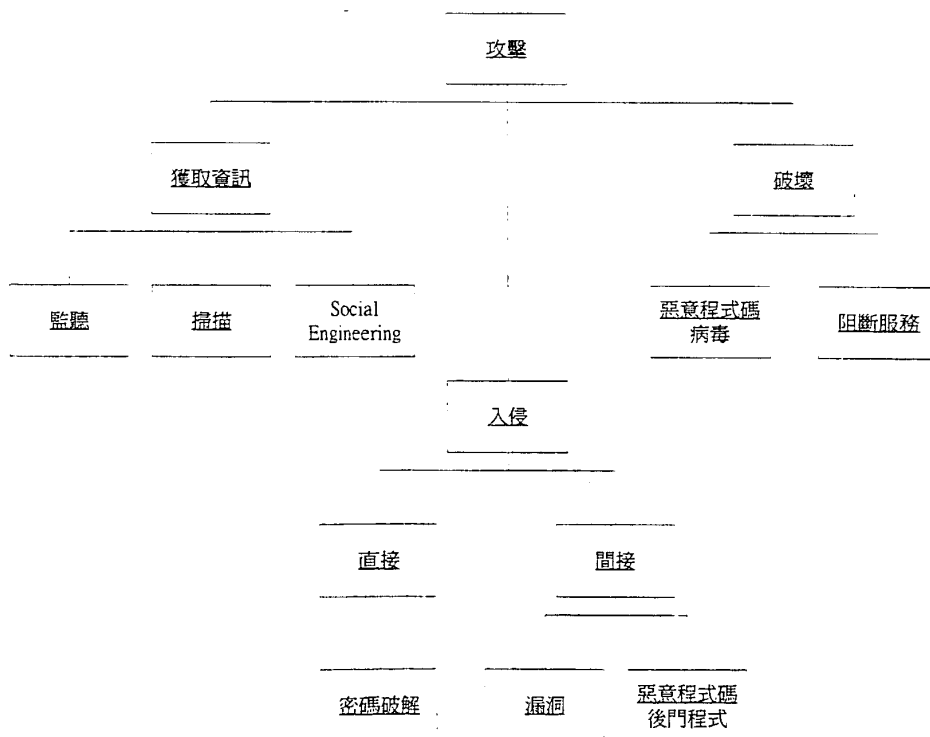 攻擊
獲取資訊
破壞
監聽
掃描
Social
Engineering
惡意程式碼
病毒
阻斷服務
入侵
直接
間接
密碼破解
漏洞
惡意程式碼
後門程式